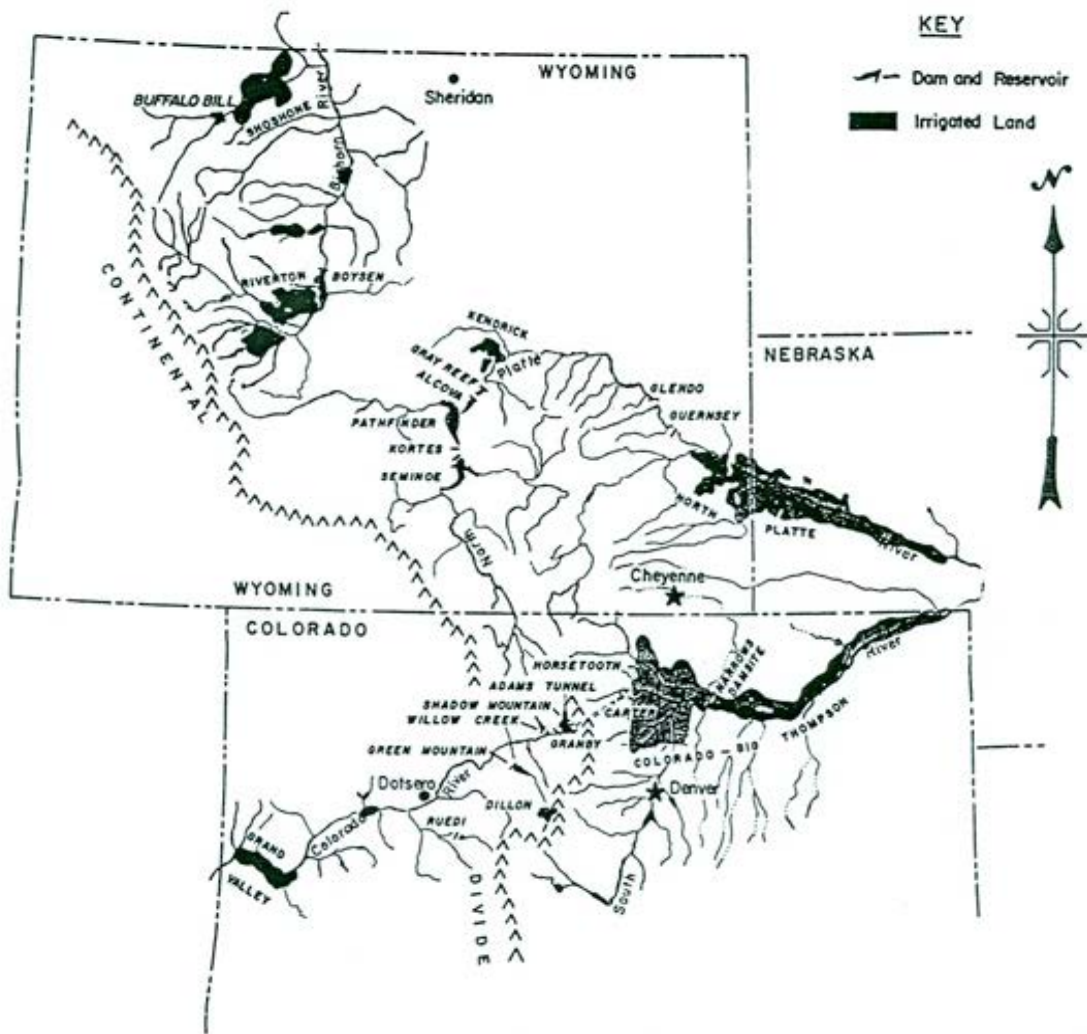 KEY
Dam and Reservoir
Irrigated Land
N
WYOMING
Sheridan
BUFFALO BILL
SHOSHONE
River
Bighorn
RIVERTON
BOYSEN
CONTINENTAL
KENDRICK
Platte
GRAY REEF
ALCOVA
PATHFINDER
KORTES
SEMINOE
GLENDO
GUERNSEY
NEBRASKA
NORTH
PLATTE
River
North
Cheyenne
WYOMING
COLORADO
HORSETOOTH
ADAMS TUNNEL
SHADOW MOUNTAIN
WILLOW CREEK
CARTER
NARROWS
DAMSITE
River
GRANBY
COLORADO - BIG
THOMPSON
GREEN MOUNTAIN
Dotsero
River
Denver
DILLON
RUEDI
Colorado
GRAND
VALLEY
South
DIVIDE